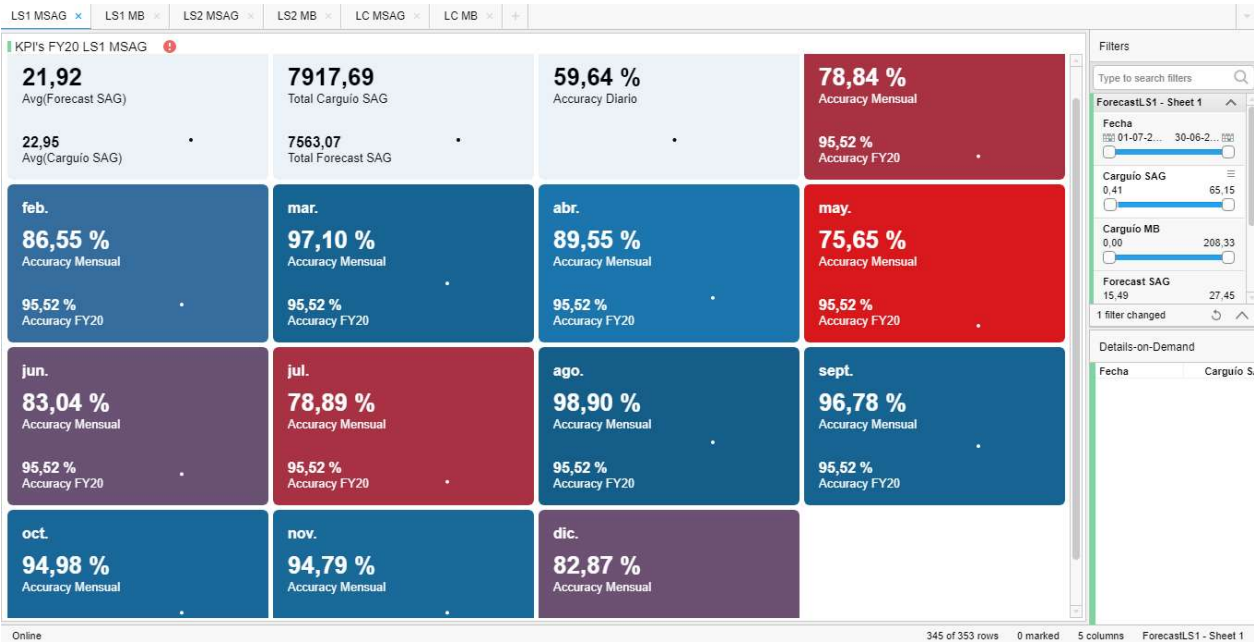 LS1 MSAG
LS1 MB
LS2 MSAG
LS2 MB
LC MSAG
LC MB
KPI's FY20 LS1 MSAG
21,92
Avg(Forecast SAG)
22,95
Avg(Carguío SAG)
7917,69
Total Carguío SAG
7563,07
Total Forecast SAG
59,64 %
Accuracy Diario
78,84 %
Accuracy Mensual
95,52 %
Accuracy FY20
feb.
86,55 %
Accuracy Mensual
95,52 %
Accuracy FY20
mar.
97,10 %
Accuracy Mensual
95,52 %
Accuracy FY20
abr.
89,55 %
Accuracy Mensual
95,52 %
Accuracy FY20
may.
75,65 %
Accuracy Mensual
95,52 %
Accuracy FY20
jun.
83,04 %
Accuracy Mensual
95,52 %
Accuracy FY20
jul.
78,89 %
Accuracy Mensual
95,52 %
Accuracy FY20
ago.
98,90 %
Accuracy Mensual
95,52 %
Accuracy FY20
sept.
96,78 %
Accuracy Mensual
95,52 %
Accuracy FY20
oct.
94,98 %
Accuracy Mensual
nov.
94,79 %
Accuracy Mensual
dic.
82,87 %
Accuracy Mensual
Filters
Type to search filters
ForecastLS1 - Sheet 1
Fecha
01-07-2... 30-06-2...
Carguío SAG
0,41 65,15
Carguío MB
0,00 208,33
Forecast SAG
15,49 27,45
1 filter changed
Details-on-Demand
Fecha Carguío S
Online
345 of 353 rows 0 marked 5 columns ForecastLS1 - Sheet 1